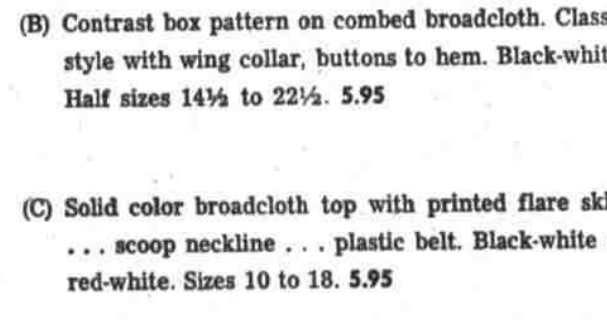 (B) Contrast box pattern on combed broadcloth. Class
style with wing collar, buttons to hem. Black-whit
Half sizes 14½ to 22½. 5.95
(C) Solid color broadcloth top with printed flare sk
. . . scoop neckline . . . plastic belt. Black-white
red-white. Sizes 10 to 18. 5.95